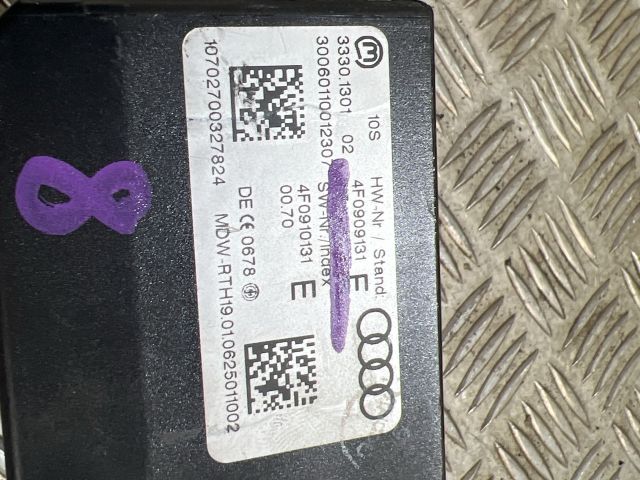 3330.1301 10S HW-Nr / Stand:
30060110012307 02 4F0909131 F
SW-Nr./Index
4F0910131 E
00.70
DE CE 0678
10702700327824 MDW-RTH19.01.0625011002
8